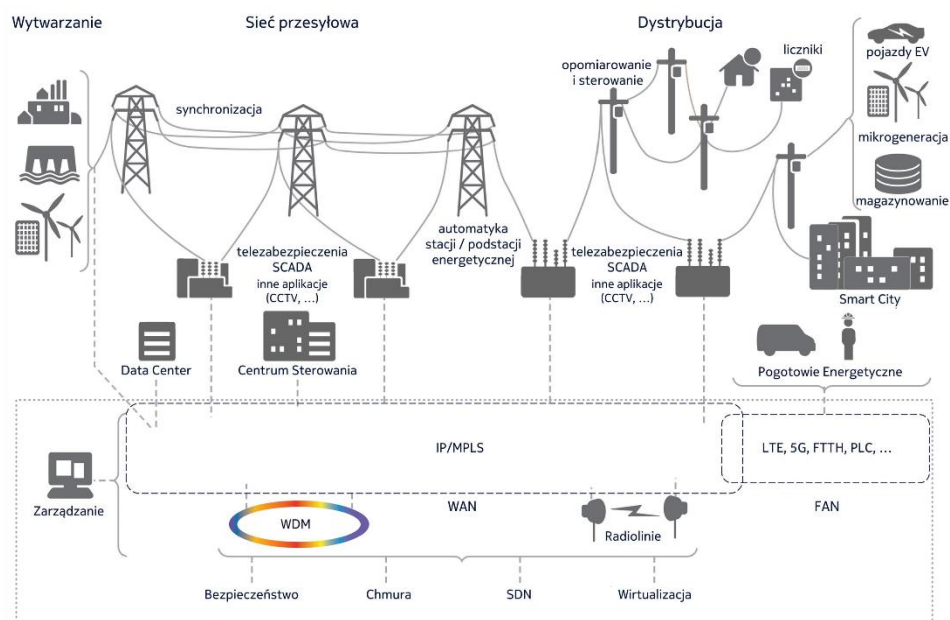 Wytwarzanie
Sieć przesyłowa
Dystrybucja
synchronizacja
opomiarowanie
i sterowanie
liczniki
pojazdy EV
mikrogeneracja
magazynowanie
telezabezpieczenia
SCADA
inne aplikacje
(CCTV, ...)
automatyka
stacji / podstacji
energetycznej
telezabezpieczenia
SCADA
inne aplikacje
(CCTV, ...)
Smart City
Data Center
Centrum Sterowania
Pogotowie Energetyczne
IP/MPLS
LTE, 5G, FTTH, PLC, ...
Zarządzanie
WDM
WAN
Radiolinie
FAN
Bezpieczeństwo
Chmura
SDN
Wirtualizacja